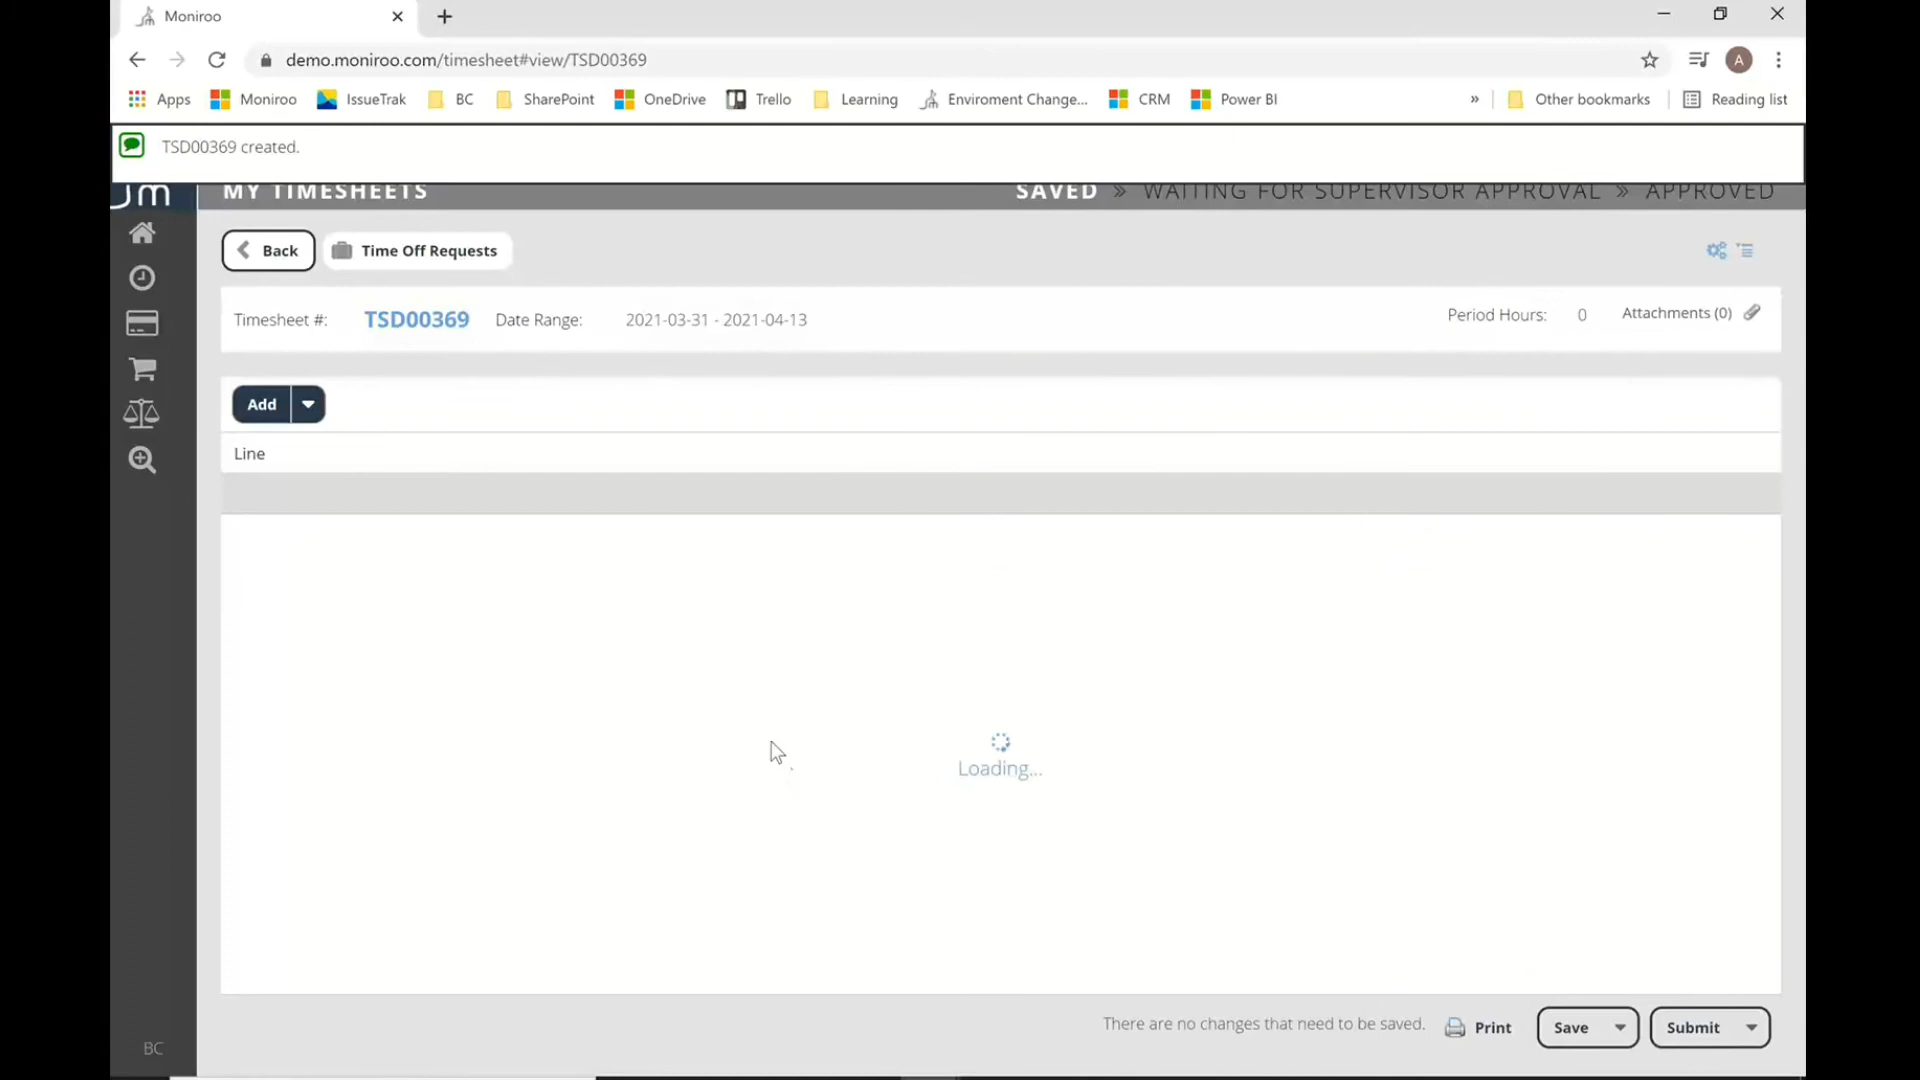 Moniroo
demo.moniroo.com/timesheet#view/TSD00369
A
Apps Moniroo IssueTrak BC SharePoint OneDrive Trello Learning Enviroment Change... CRM Power BI » Other bookmarks Reading list
TSD00369 created.
MY TIMESHEETS SAVED » WAITING FOR SUPERVISOR APPROVAL » APPROVED
Back Time Off Requests
Timesheet #: TSD00369 Date Range: 2021-03-31 - 2021-04-13 Period Hours: 0 Attachments (0)
Add
Line
Loading...
There are no changes that need to be saved. Print Save Submit
BC